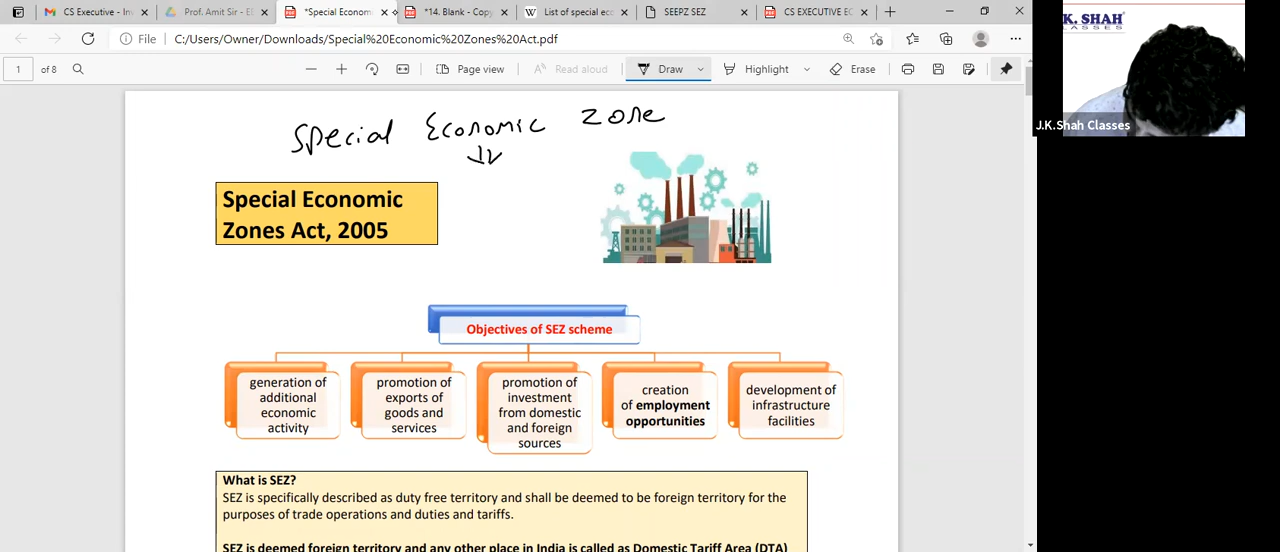 CS Executive - Inv
Prof. Amit Sir - EB
*Special Econom
*14. Blank - Copy
List of special eco
SEEPZ SEZ
CS EXECUTIVE EC
File
C:/Users/Owner/Downloads/Special%20Economic%20Zones%20Act.pdf
1 of 8
Page view
Read aloud
Draw
Highlight
Erase
K. SHAH
CLASSES
J.K.Shah Classes
Special Economic Zone
Special Economic
Zones Act, 2005
Objectives of SEZ scheme
generation of
additional
economic
activity
promotion of
exports of
goods and
services
promotion of
investment
from domestic
and foreign
sources
creation
of employment
opportunities
development of
infrastructure
facilities
What is SEZ?
SEZ is specifically described as duty free territory and shall be deemed to be foreign territory for the
purposes of trade operations and duties and tariffs.
SEZ is deemed foreign territory and any other place in India is called as Domestic Tariff Area (DTA)